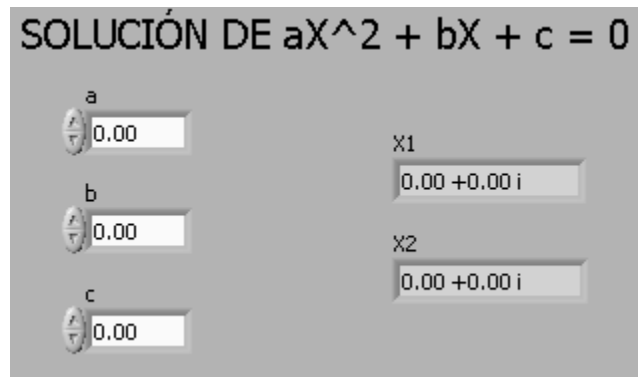 SOLUCIÓN DE aX^2 + bX + c = 0
a
0.00
b
0.00
c
0.00
X1
0.00 +0.00 i
X2
0.00 +0.00 i